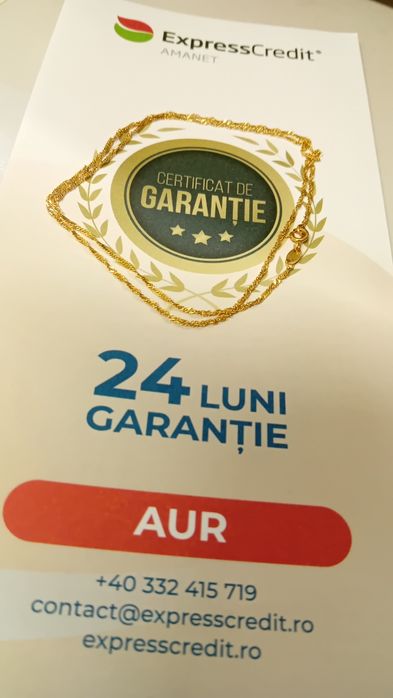 ExpressCredit®
AMANET
CERTIFICAT DE
GARANȚIE
24 LUNI
GARANȚIE
AUR
+40 332 415 719
contact@expresscredit.ro
expresscredit.ro